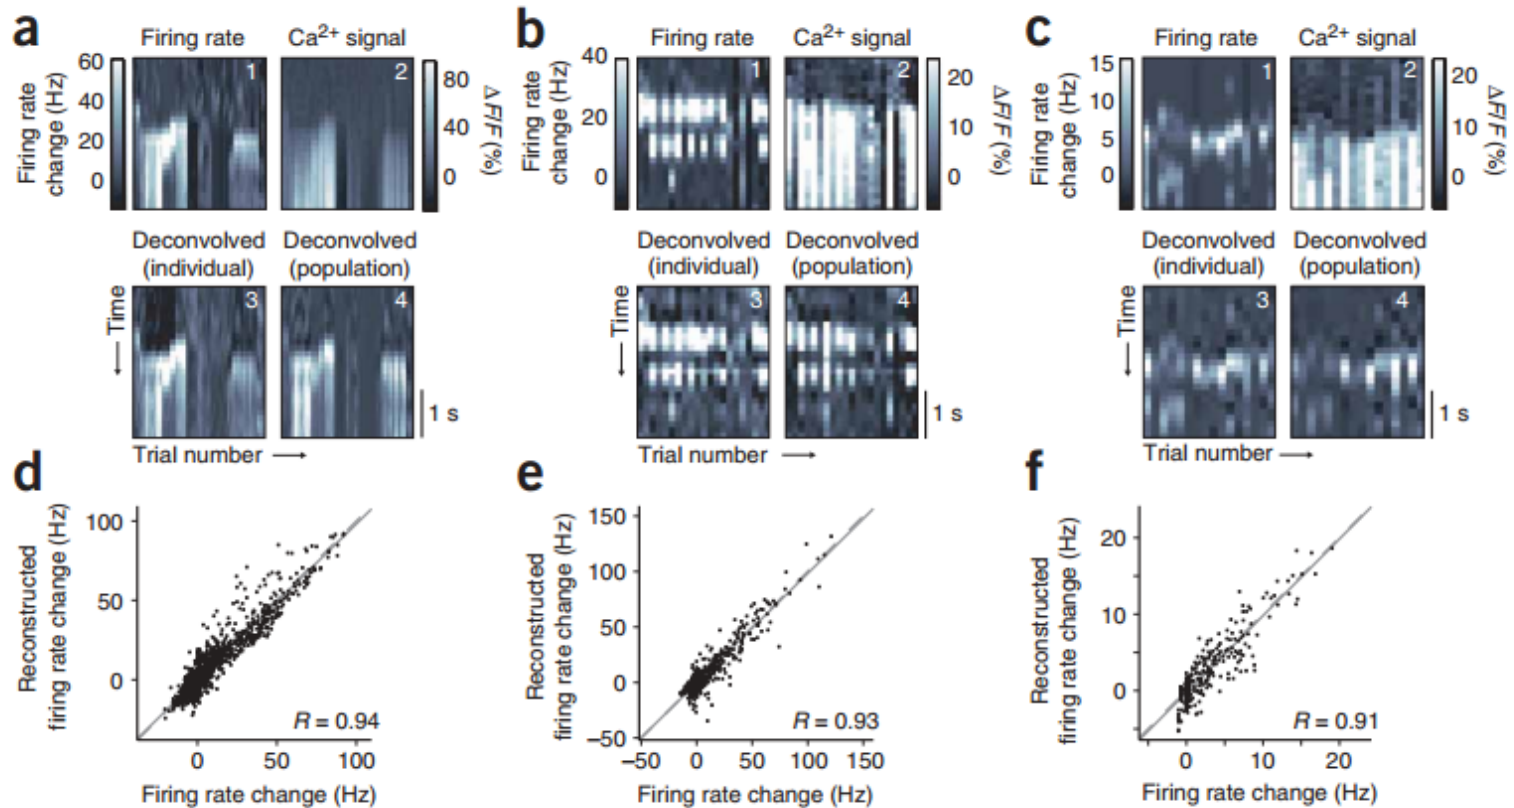 a
Firing rate
Ca2+ signal
Firing rate
change (Hz)
60
40
20
0
1
2
80
40
0
ΔF/F (%)
Deconvolved
(individual)
Deconvolved
(population)
Time
3
4
1 s
Trial number
b
Firing rate
Ca2+ signal
Firing rate
change (Hz)
40
20
0
1
2
20
10
0
ΔF/F (%)
Deconvolved
(individual)
Deconvolved
(population)
Time
3
4
1 s
Trial number
c
Firing rate
Ca2+ signal
Firing rate
change (Hz)
15
10
5
0
1
2
20
10
0
ΔF/F (%)
Deconvolved
(individual)
Deconvolved
(population)
Time
3
4
1 s
Trial number
d
Reconstructed
firing rate change (Hz)
100
50
0
R = 0.94
0 50 100
Firing rate change (Hz)
e
Reconstructed
firing rate change (Hz)
150
100
50
0
−50
R = 0.93
−50 0 50 100 150
Firing rate change (Hz)
f
Reconstructed
firing rate change (Hz)
20
10
0
R = 0.91
0 10 20
Firing rate change (Hz)